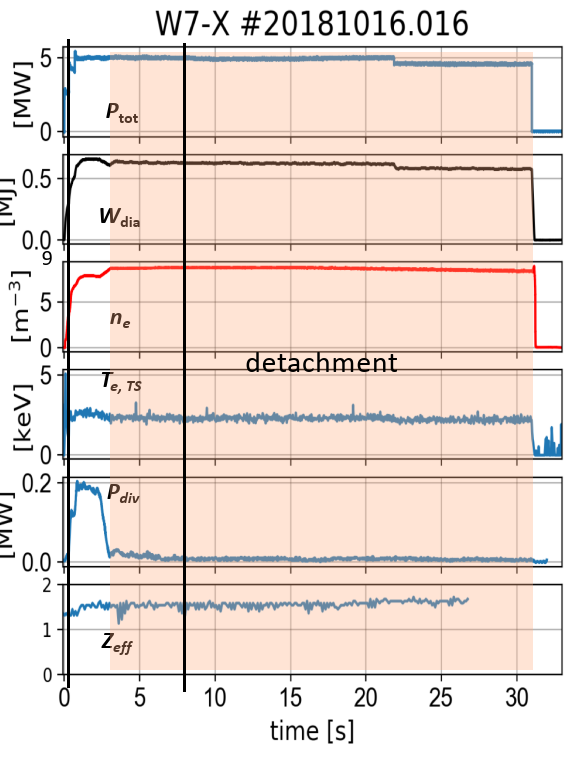 W7-X #20181016.016
[MW]
5
0
P_tot
[MJ]
0.5
0.0
W_dia
[m⁻³]
9
5
0
n_e
detachment
[keV]
5
0
T_e, TS
[MW]
0.2
0.0
P_div
2
1
0
Z_eff
0 5 10 15 20 25 30
time [s]